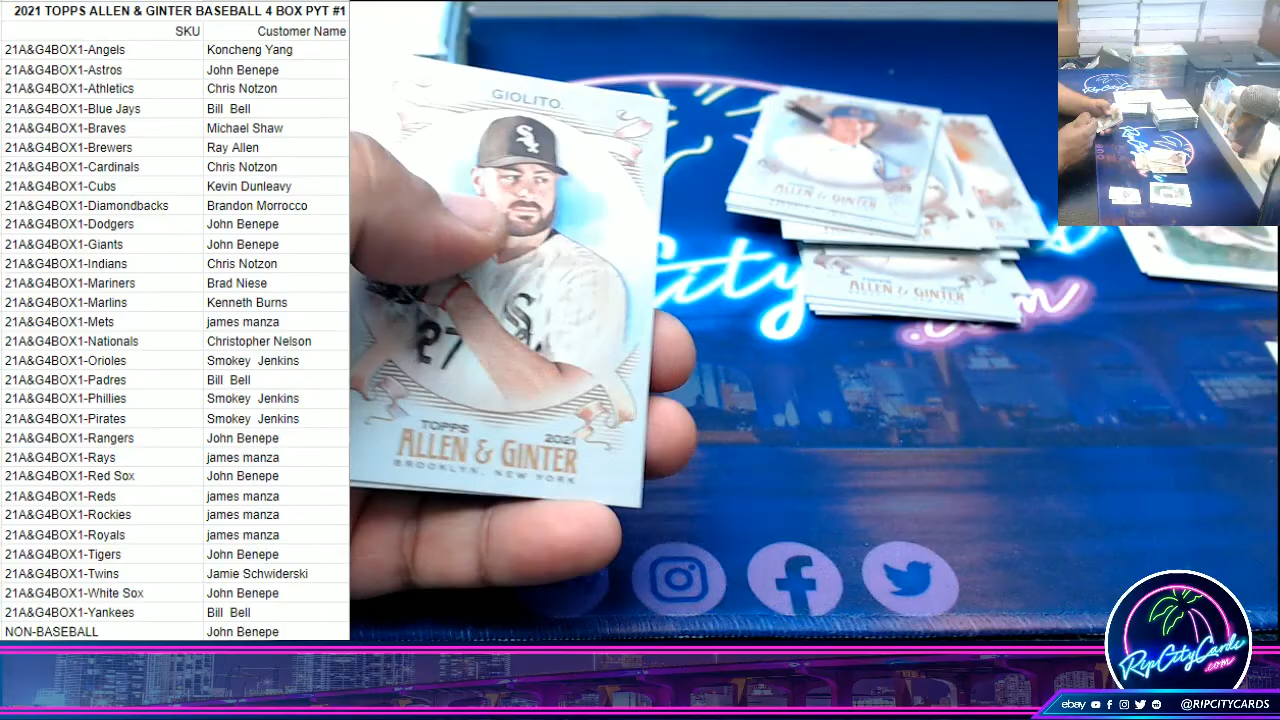 2021 TOPPS ALLEN & GINTER BASEBALL 4 BOX PYT #1
SKU Customer Name
21A&G4BOX1-Angels Koncheng Yang
21A&G4BOX1-Astros John Benepe
21A&G4BOX1-Athletics Chris Notzon
21A&G4BOX1-Blue Jays Bill Bell
21A&G4BOX1-Braves Michael Shaw
21A&G4BOX1-Brewers Ray Allen
21A&G4BOX1-Cardinals Chris Notzon
21A&G4BOX1-Cubs Kevin Dunleavy
21A&G4BOX1-Diamondbacks Brandon Morrocco
21A&G4BOX1-Dodgers John Benepe
21A&G4BOX1-Giants John Benepe
21A&G4BOX1-Indians Chris Notzon
21A&G4BOX1-Mariners Brad Niese
21A&G4BOX1-Marlins Kenneth Burns
21A&G4BOX1-Mets james manza
21A&G4BOX1-Nationals Christopher Nelson
21A&G4BOX1-Orioles Smokey Jenkins
21A&G4BOX1-Padres Bill Bell
21A&G4BOX1-Phillies Smokey Jenkins
21A&G4BOX1-Pirates Smokey Jenkins
21A&G4BOX1-Rangers John Benepe
21A&G4BOX1-Rays james manza
21A&G4BOX1-Red Sox John Benepe
21A&G4BOX1-Reds james manza
21A&G4BOX1-Rockies james manza
21A&G4BOX1-Royals james manza
21A&G4BOX1-Tigers John Benepe
21A&G4BOX1-Twins Jamie Schwiderski
21A&G4BOX1-White Sox John Benepe
21A&G4BOX1-Yankees Bill Bell
NON-BASEBALL John Benepe
GIOLITO
SOX
S
27
TOPPS 2021
ALLEN & GINTER
BROOKLYN, NEW YORK
ALLEN & GINTER
ALLEN & GINTER
City
.com
RipCityCards
.com
ebay @RIPCITYCARDS